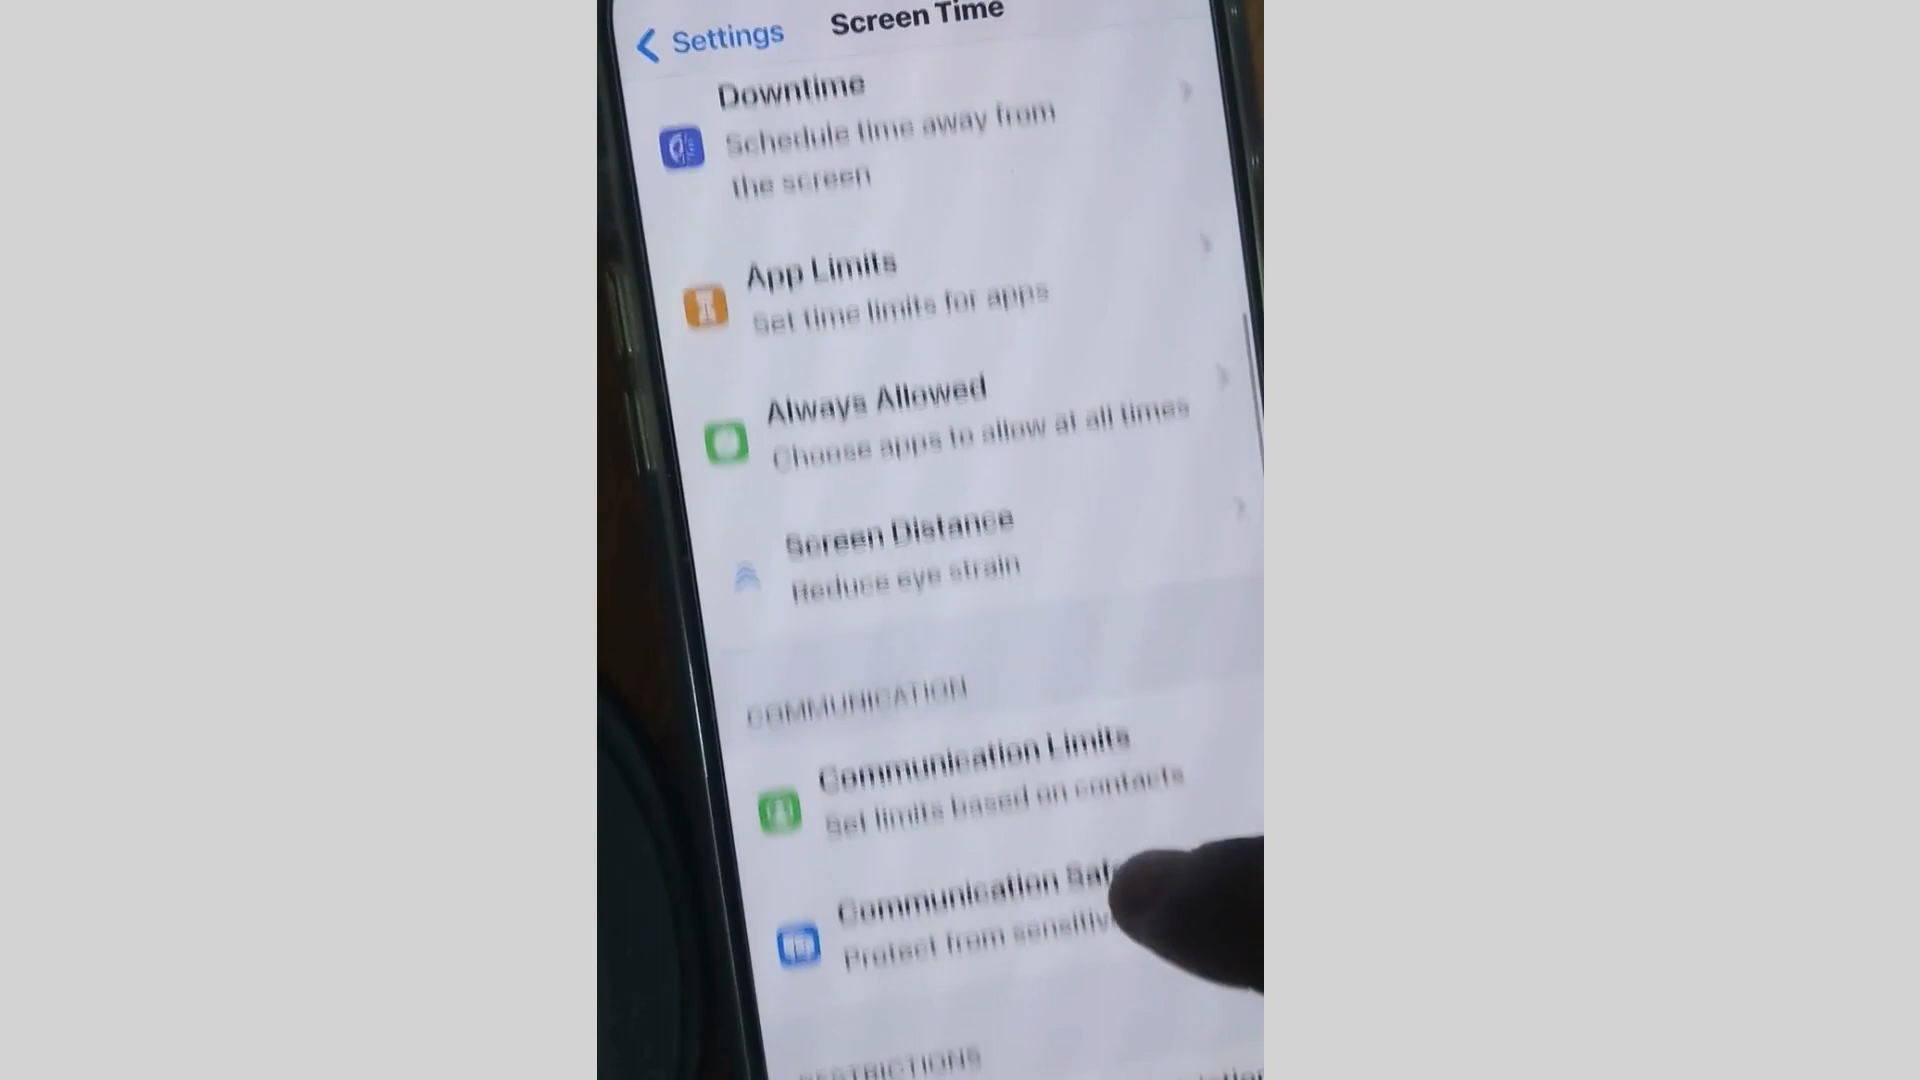 Settings
Screen Time
Downtime
Schedule time away from
the screen
App Limits
Set time limits for apps
Always Allowed
Choose apps to allow at all times
Screen Distance
Reduce eye strain
COMMUNICATION
Communication Limits
Set limits based on contacts
Communication
Protect from
RESTRICTIONS